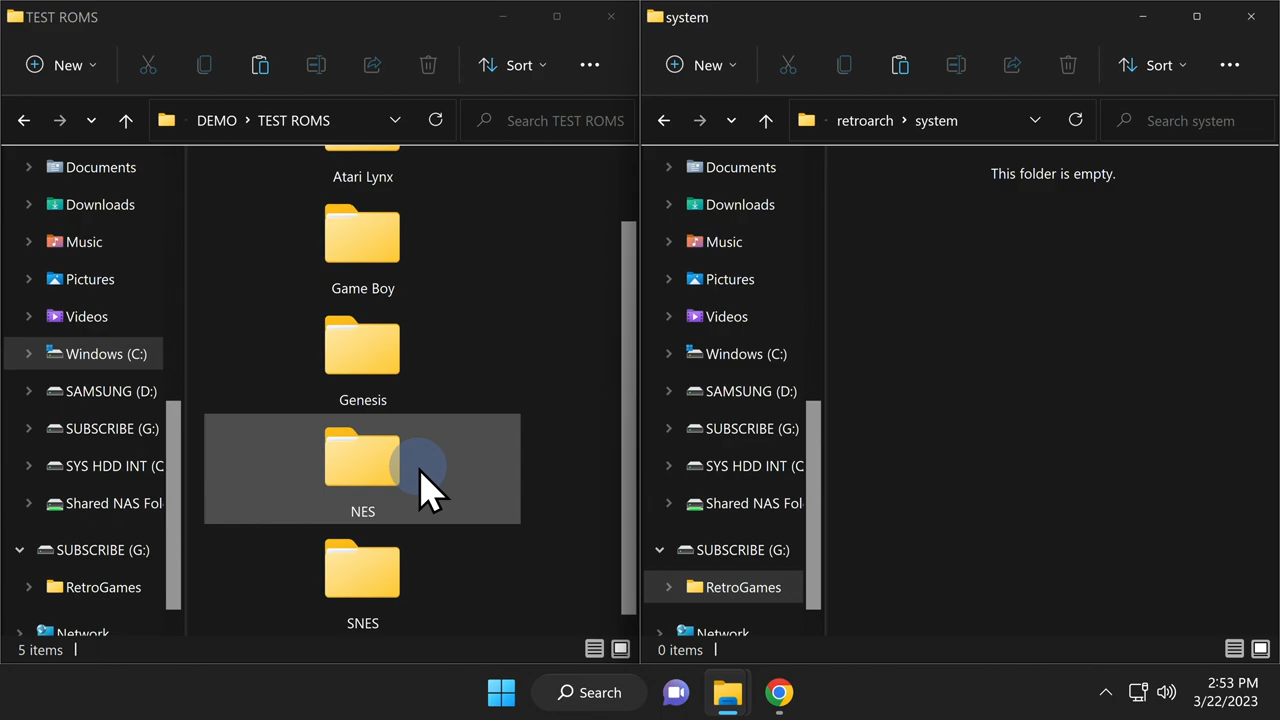 TEST ROMS
New
Sort
DEMO > TEST ROMS
Search TEST ROMS
Documents
Downloads
Music
Pictures
Videos
Windows (C:)
SAMSUNG (D:)
SUBSCRIBE (G:)
SYS HDD INT (C
Shared NAS Fol
SUBSCRIBE (G:)
RetroGames
Network
Atari Lynx
Game Boy
Genesis
NES
SNES
5 items
system
New
Sort
retroarch > system
Search system
Documents
Downloads
Music
Pictures
Videos
Windows (C:)
SAMSUNG (D:)
SUBSCRIBE (G:)
SYS HDD INT (C
Shared NAS Fol
SUBSCRIBE (G:)
RetroGames
Network
This folder is empty.
0 items
Search
2:53 PM
3/22/2023